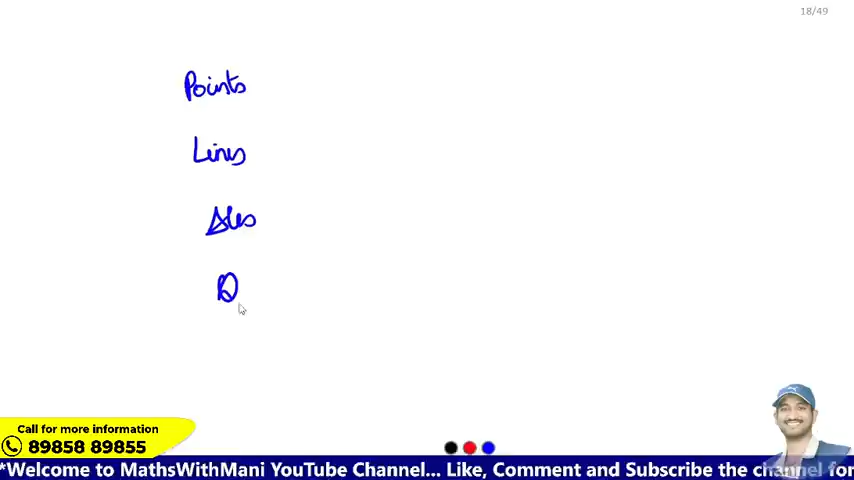 18/49
Points
Lines
Δles
Q
Call for more information
89858 89855
*Welcome to MathsWithMani YouTube Channel... Like, Comment and Subscribe the channel for